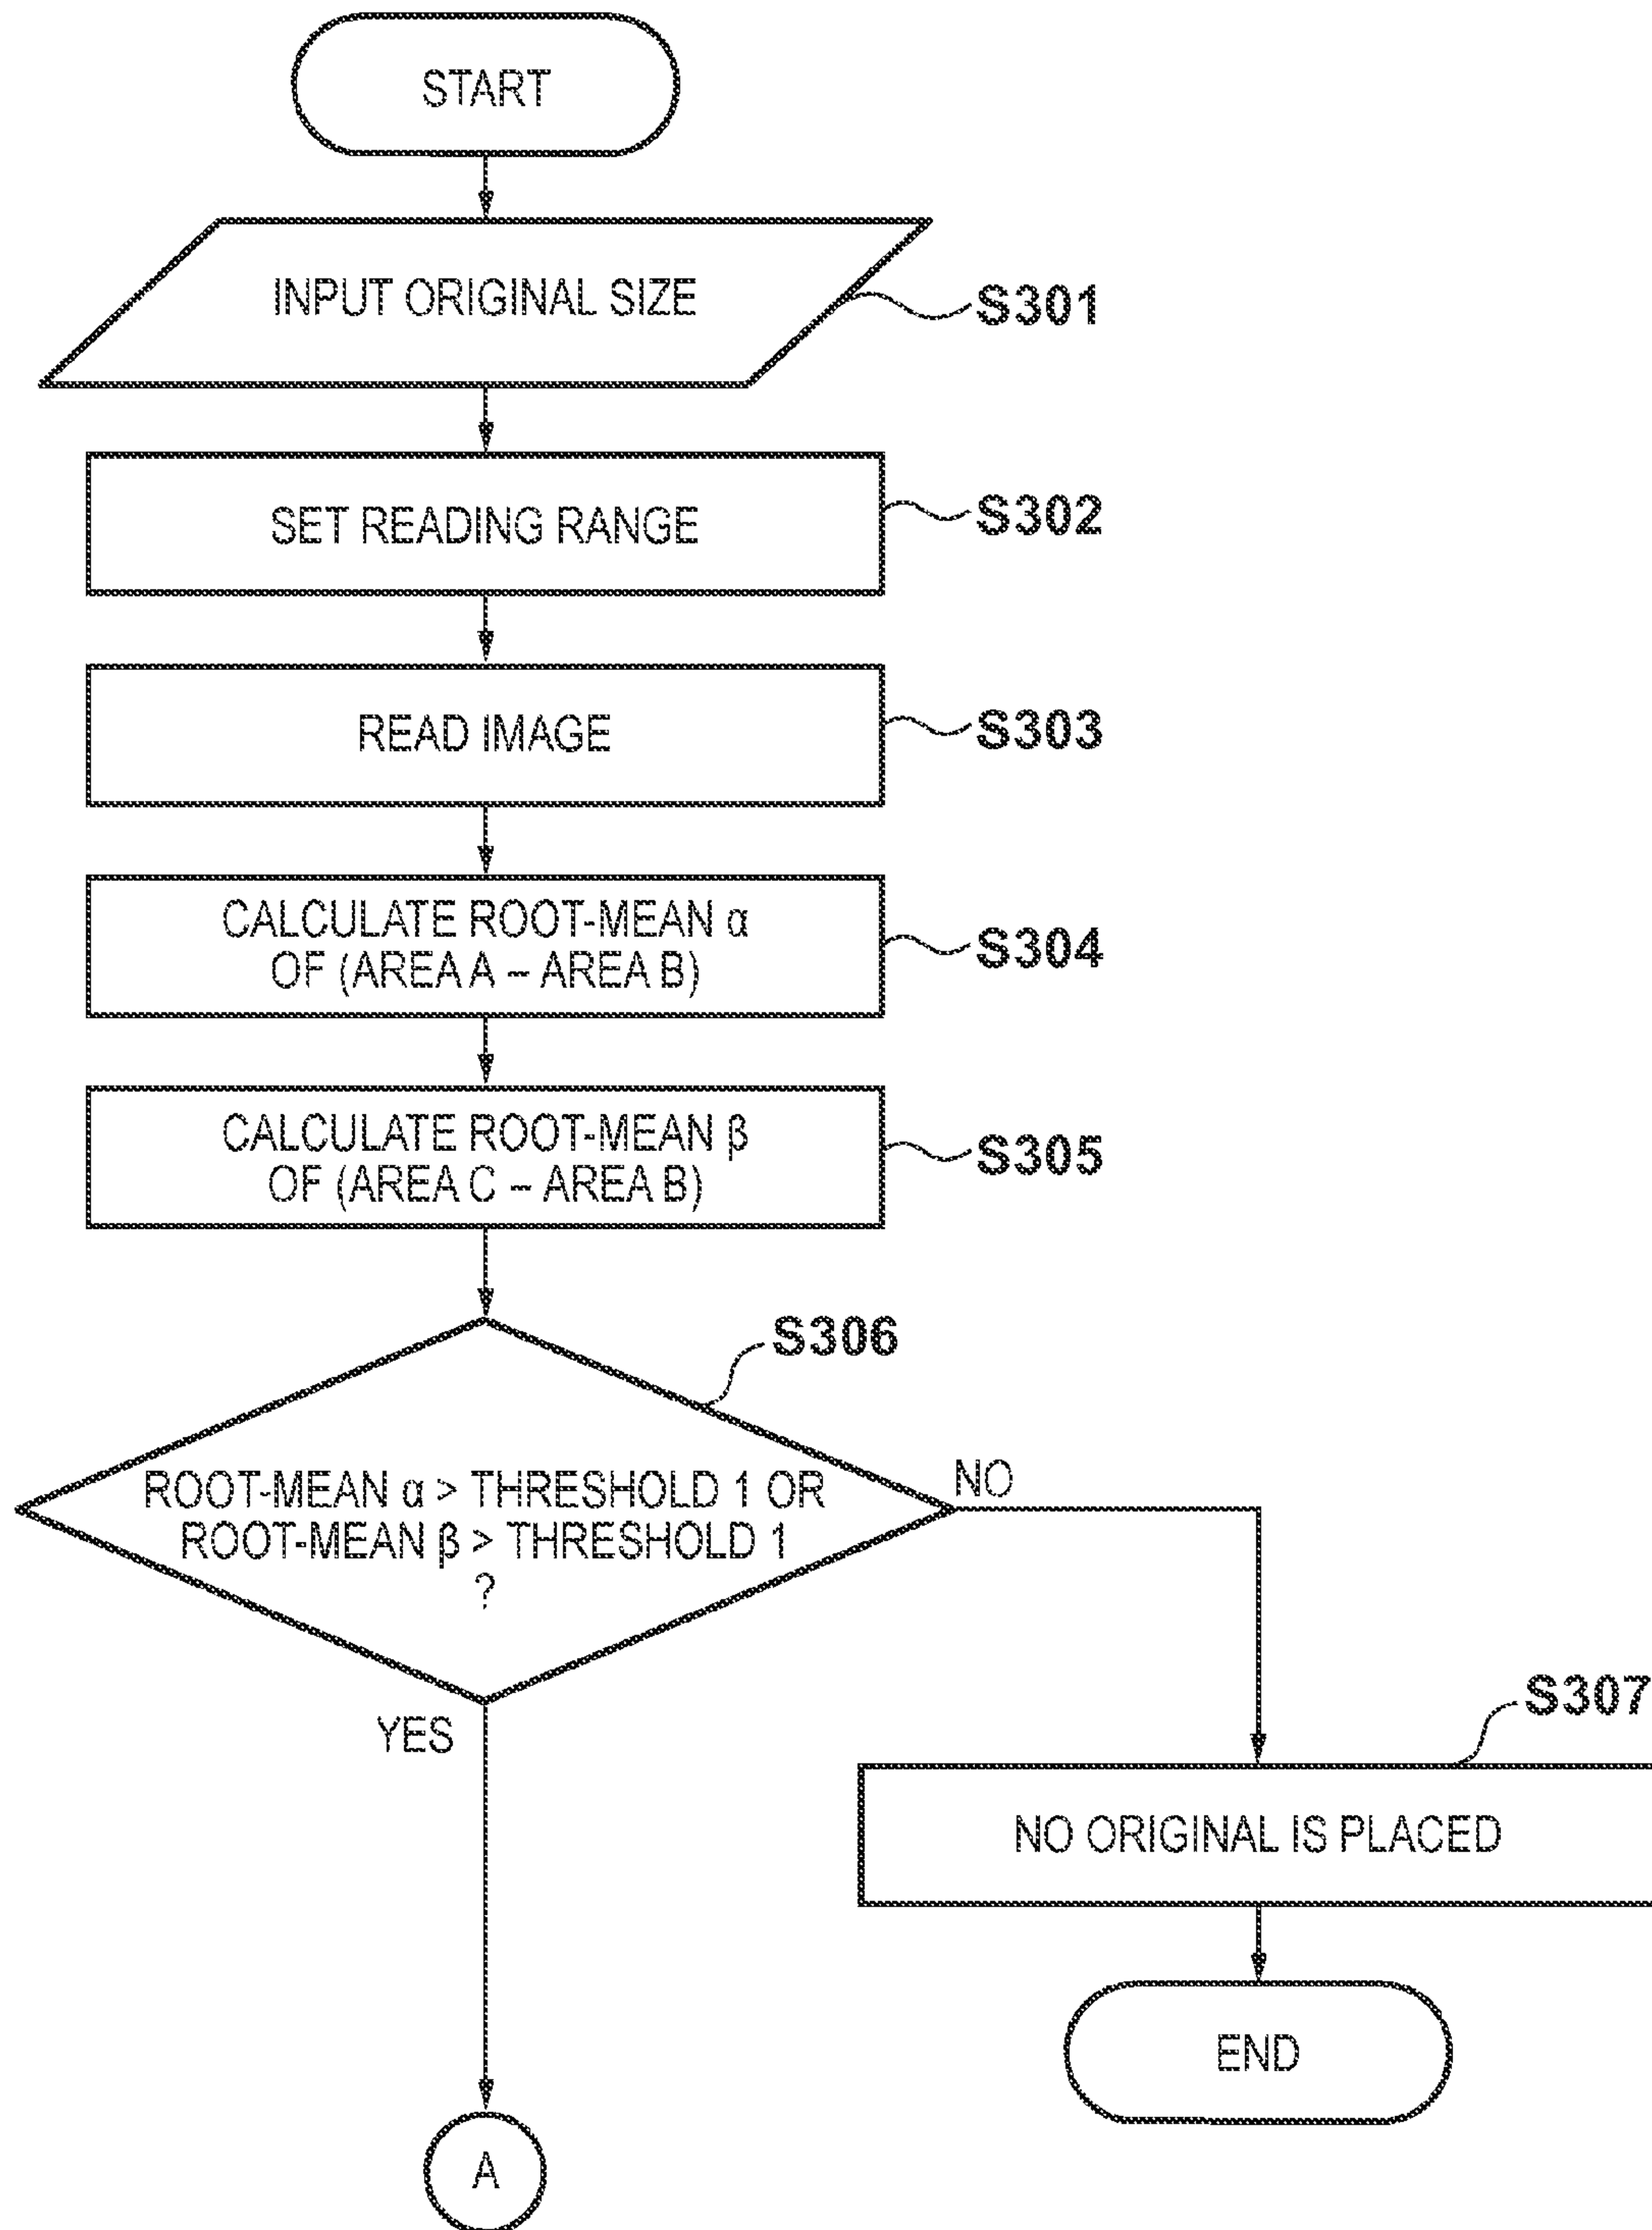 START
INPUT ORIGINAL SIZE
S301
SET READING RANGE
S302
READ IMAGE
S303
CALCULATE ROOT-MEAN α
OF (AREA A – AREA B)
S304
CALCULATE ROOT-MEAN β
OF (AREA C – AREA B)
S305
S306
ROOT-MEAN α > THRESHOLD 1 OR
ROOT-MEAN β > THRESHOLD 1
?
NO
YES
S307
NO ORIGINAL IS PLACED
END
A